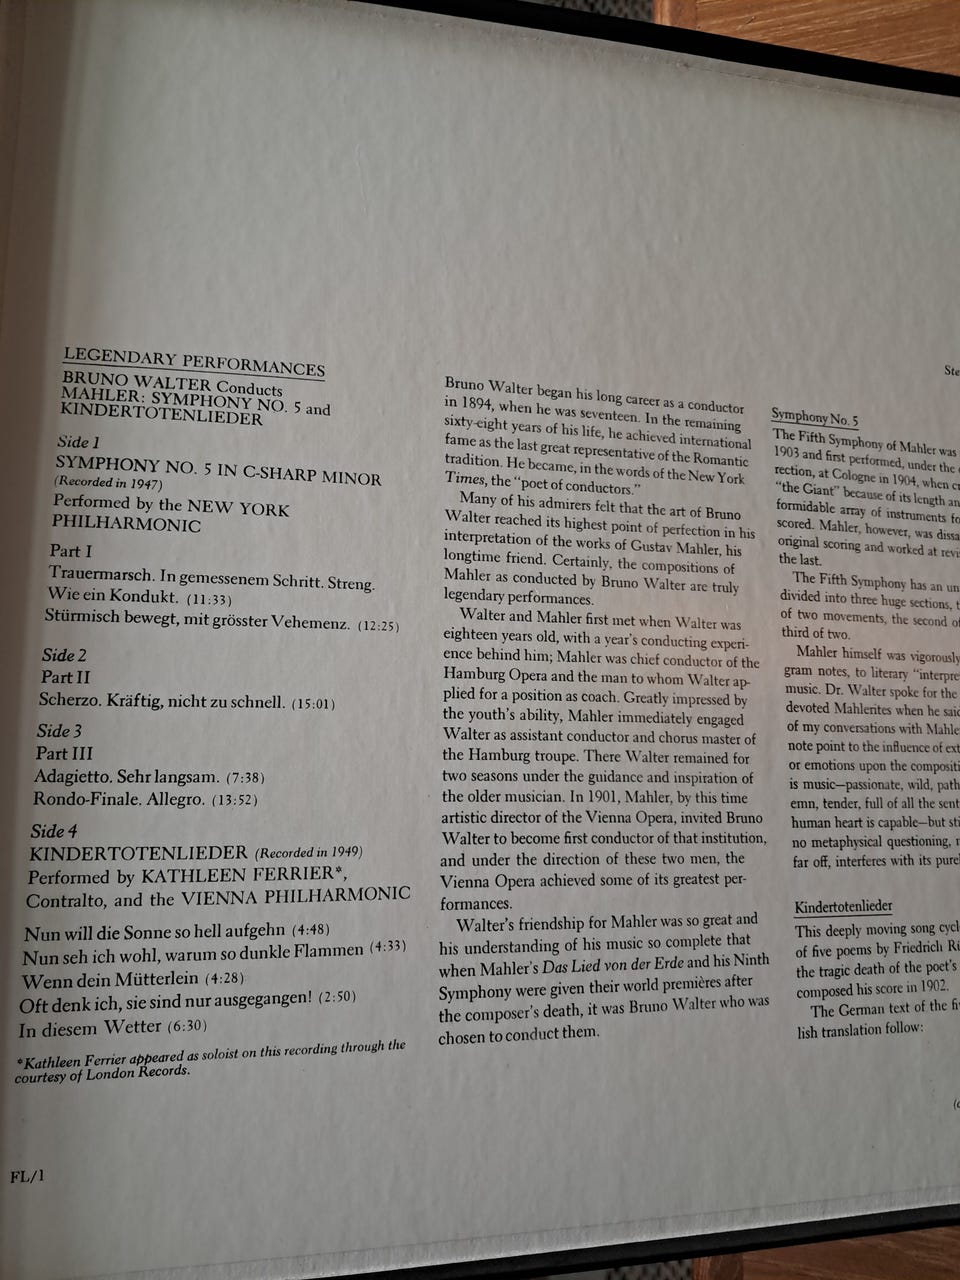 LEGENDARY PERFORMANCES
BRUNO WALTER Conducts
MAHLER: SYMPHONY NO. 5 and
KINDERTOTENLIEDER
Side 1
SYMPHONY NO. 5 IN C-SHARP MINOR
(Recorded in 1947)
Performed by the NEW YORK
PHILHARMONIC
Part I
Trauermarsch. In gemessenem Schritt. Streng.
Wie ein Kondukt. (11:33)
Stürmisch bewegt, mit grösster Vehemenz. (12:25)
Side 2
Part II
Scherzo. Kräftig, nicht zu schnell. (15:01)
Side 3
Part III
Adagietto. Sehr langsam. (7:38)
Rondo-Finale. Allegro. (13:52)
Side 4
KINDERTOTENLIEDER (Recorded in 1949)
Performed by KATHLEEN FERRIER*,
Contralto, and the VIENNA PHILHARMONIC
Nun will die Sonne so hell aufgehn (4:48)
Nun seh ich wohl, warum so dunkle Flammen (4:33)
Wenn dein Mütterlein (4:28)
Oft denk ich, sie sind nur ausgegangen! (2:50)
In diesem Wetter (6:30)
*Kathleen Ferrier appeared as soloist on this recording through the
courtesy of London Records.
FL/1
Bruno Walter began his long career as a conductor
in 1894, when he was seventeen. In the remaining
sixty-eight years of his life, he achieved international
fame as the last great representative of the Romantic
tradition. He became, in the words of the New York
Times, the "poet of conductors."
Many of his admirers felt that the art of Bruno
Walter reached its highest point of perfection in his
interpretation of the works of Gustav Mahler, his
longtime friend. Certainly, the compositions of
Mahler as conducted by Bruno Walter are truly
legendary performances.
Walter and Mahler first met when Walter was
eighteen years old, with a year's conducting experi-
ence behind him; Mahler was chief conductor of the
Hamburg Opera and the man to whom Walter ap-
plied for a position as coach. Greatly impressed by
the youth's ability, Mahler immediately engaged
Walter as assistant conductor and chorus master of
the Hamburg troupe. There Walter remained for
two seasons under the guidance and inspiration of
the older musician. In 1901, Mahler, by this time
artistic director of the Vienna Opera, invited Bruno
Walter to become first conductor of that institution,
and under the direction of these two men, the
Vienna Opera achieved some of its greatest per-
formances.
Walter's friendship for Mahler was so great and
his understanding of his music so complete that
when Mahler's Das Lied von der Erde and his Ninth
Symphony were given their world premières after
the composer's death, it was Bruno Walter who was
chosen to conduct them.
Ste
Symphony No. 5
The Fifth Symphony of Mahler was
1903 and first performed, under the
rection, at Cologne in 1904, when
"the Giant" because of its length an
formidable array of instruments fo
scored. Mahler, however, was dissa
original scoring and worked at revi
the last.
The Fifth Symphony has an un
divided into three huge sections, t
of two movements, the second of
third of two.
Mahler himself was vigorously
gram notes, to literary "interpre
music. Dr. Walter spoke for the
devoted Mahlerites when he said
of my conversations with Mahle
note point to the influence of ext
or emotions upon the compositi
is music—passionate, wild, path
emn, tender, full of all the sent
human heart is capable—but sti
no metaphysical questioning,
far off, interferes with its pure
Kindertotenlieder
This deeply moving song cycl
of five poems by Friedrich Rü
the tragic death of the poet's
composed his score in 1902.
The German text of the fi
lish translation follow: